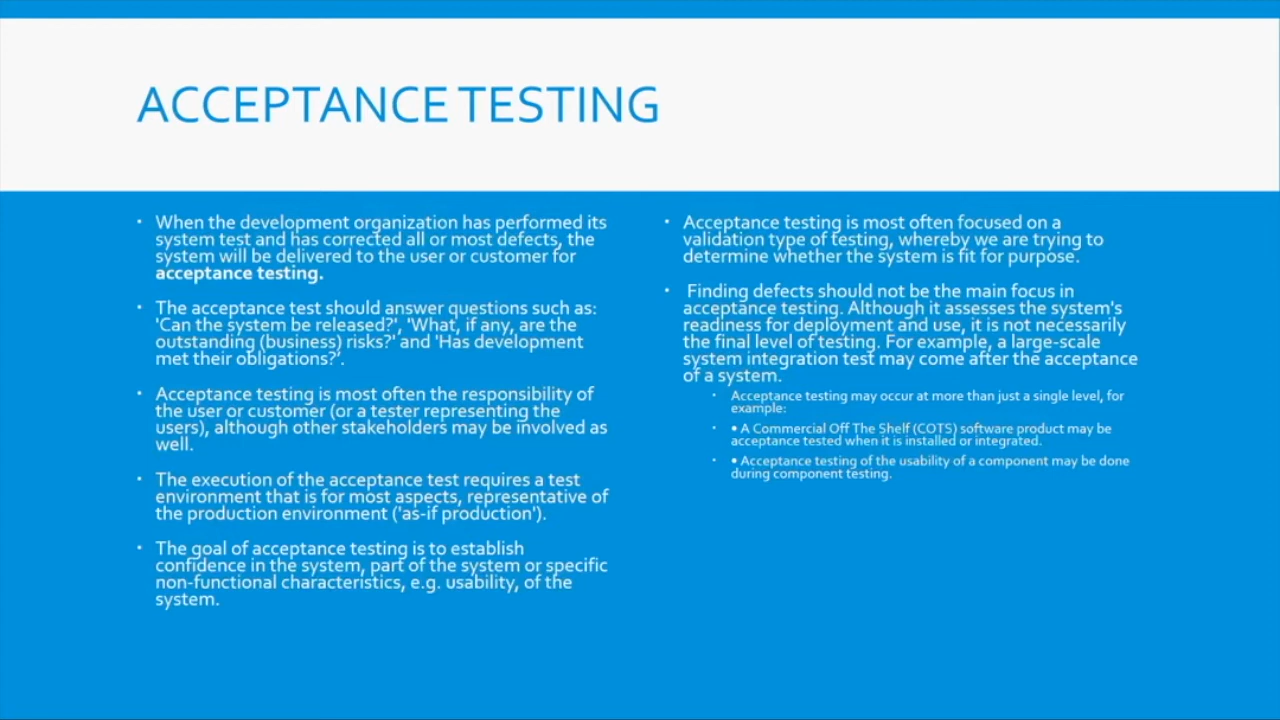 ACCEPTANCE TESTING
• When the development organization has performed its
system test and has corrected all or most defects, the
system will be delivered to the user or customer for
acceptance testing.
• The acceptance test should answer questions such as:
'Can the system be released?', 'What, if any, are the
outstanding (business) risks?' and 'Has development
met their obligations?'.
• Acceptance testing is most often the responsibility of
the user or customer (or a tester representing the
users), although other stakeholders may be involved as
well.
• The execution of the acceptance test requires a test
environment that is for most aspects, representative of
the production environment ('as-if production').
• The goal of acceptance testing is to establish
confidence in the system, part of the system or specific
non-functional characteristics, e.g. usability, of the
system.
• Acceptance testing is most often focused on a
validation type of testing, whereby we are trying to
determine whether the system is fit for purpose.
• Finding defects should not be the main focus in
acceptance testing. Although it assesses the system's
readiness for deployment and use, it is not necessarily
the final level of testing. For example, a large-scale
system integration test may come after the acceptance
of a system.
• Acceptance testing may occur at more than just a single level, for
example:
• • A Commercial Off The Shelf (COTS) software product may be
acceptance tested when it is installed or integrated.
• • Acceptance testing of the usability of a component may be done
during component testing.